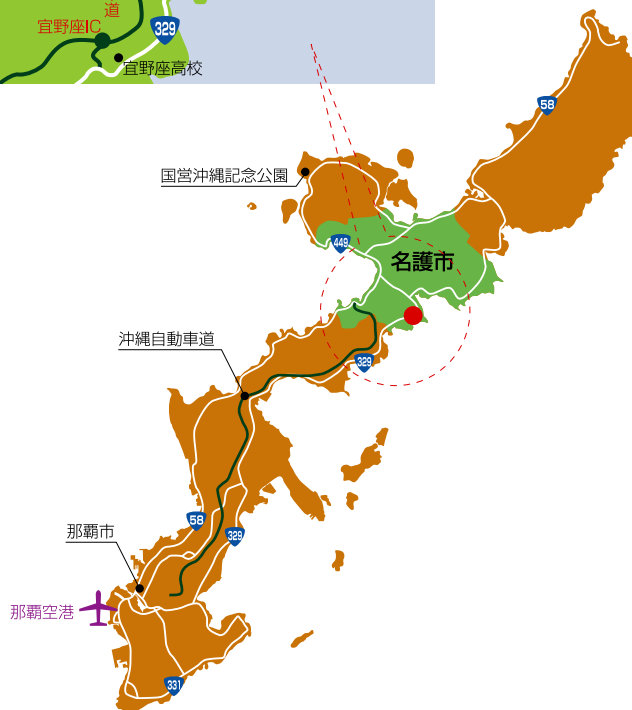 道
宜野座IC
329
宜野座高校
58
国営沖縄記念公園
449
名護市
沖縄自動車道
329
58
那覇市
329
那覇空港
331